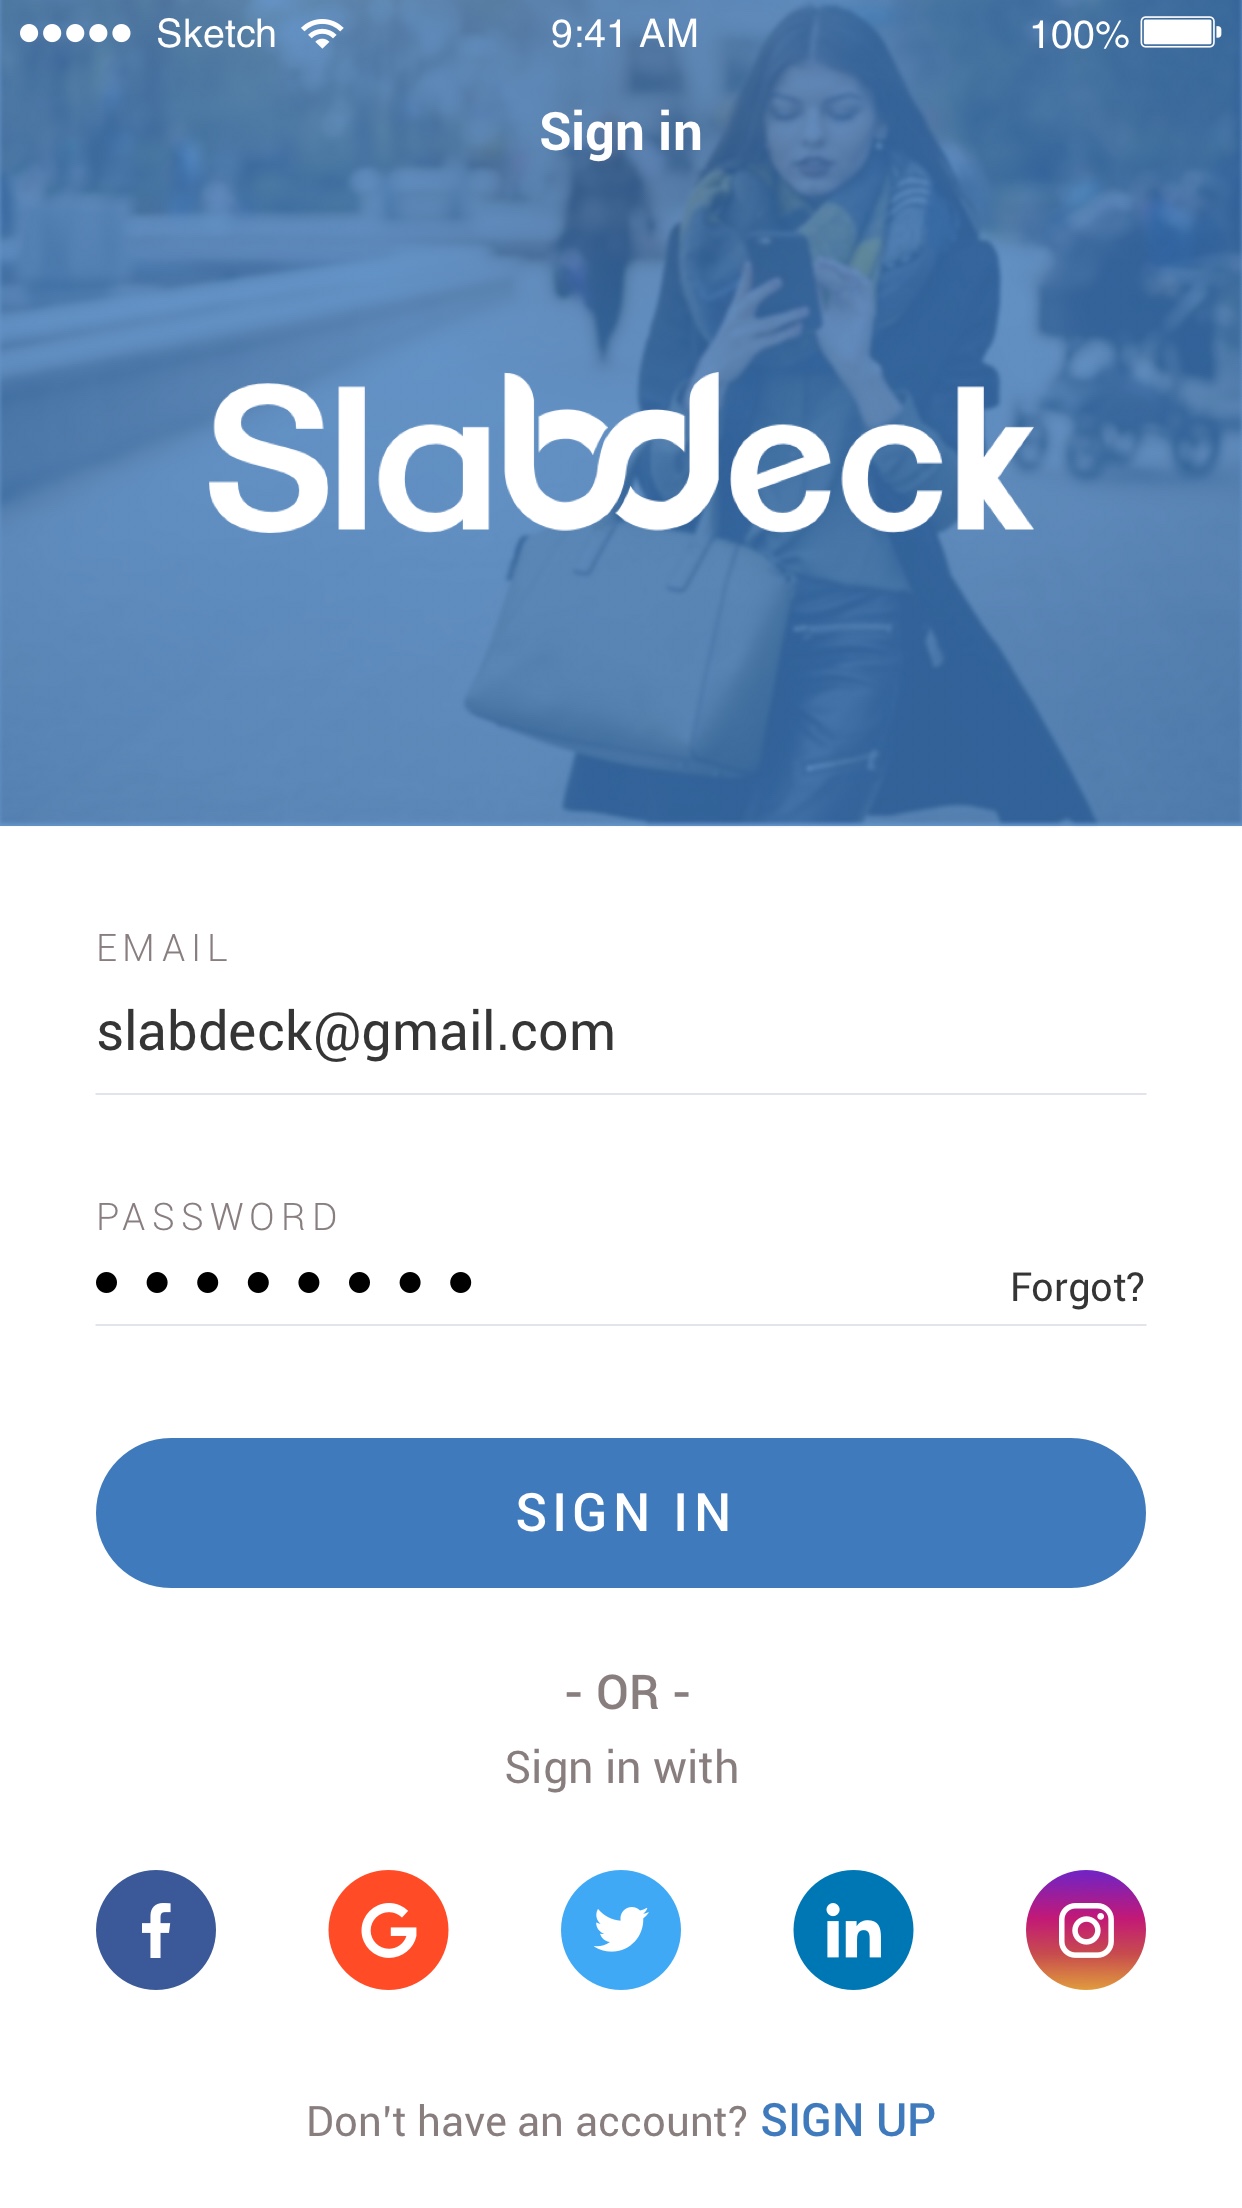 Sketch 9:41 AM 100%
Sign in
Slabdeck
EMAIL
slabdeck@gmail.com
PASSWORD
Forgot?
SIGN IN
- OR -
Sign in with
Don't have an account? SIGN UP